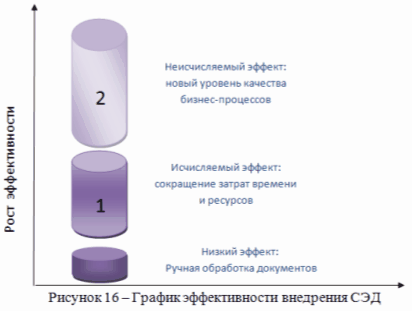 Рост эффективности
2
Неисчисляемый эффект:
новый уровень качества
бизнес-процессов
1
Исчисляемый эффект:
сокращение затрат времени
и ресурсов
Низкий эффект:
Ручная обработка документов
Рисунок 16 – График эффективности внедрения СЭД